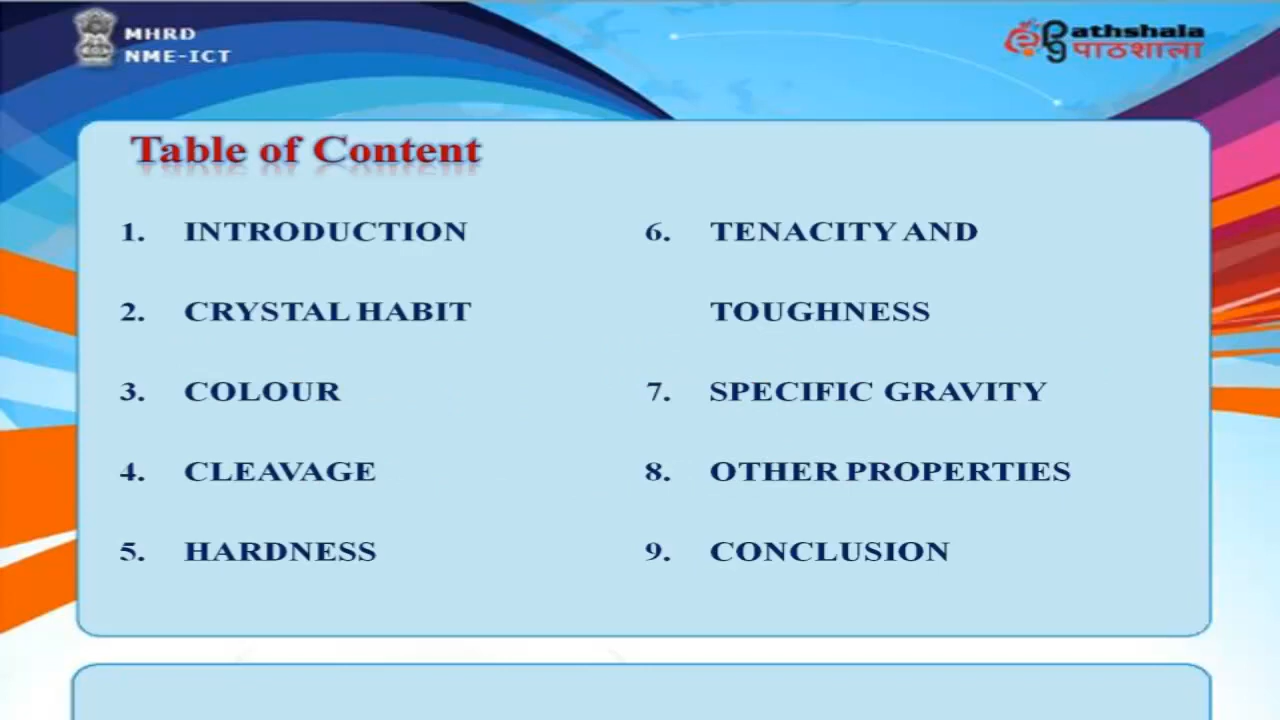 MHRD
NME-ICT
ePGathshala
पाठशाला
Table of Content
1. INTRODUCTION
2. CRYSTAL HABIT
3. COLOUR
4. CLEAVAGE
5. HARDNESS
6. TENACITY AND
TOUGHNESS
7. SPECIFIC GRAVITY
8. OTHER PROPERTIES
9. CONCLUSION